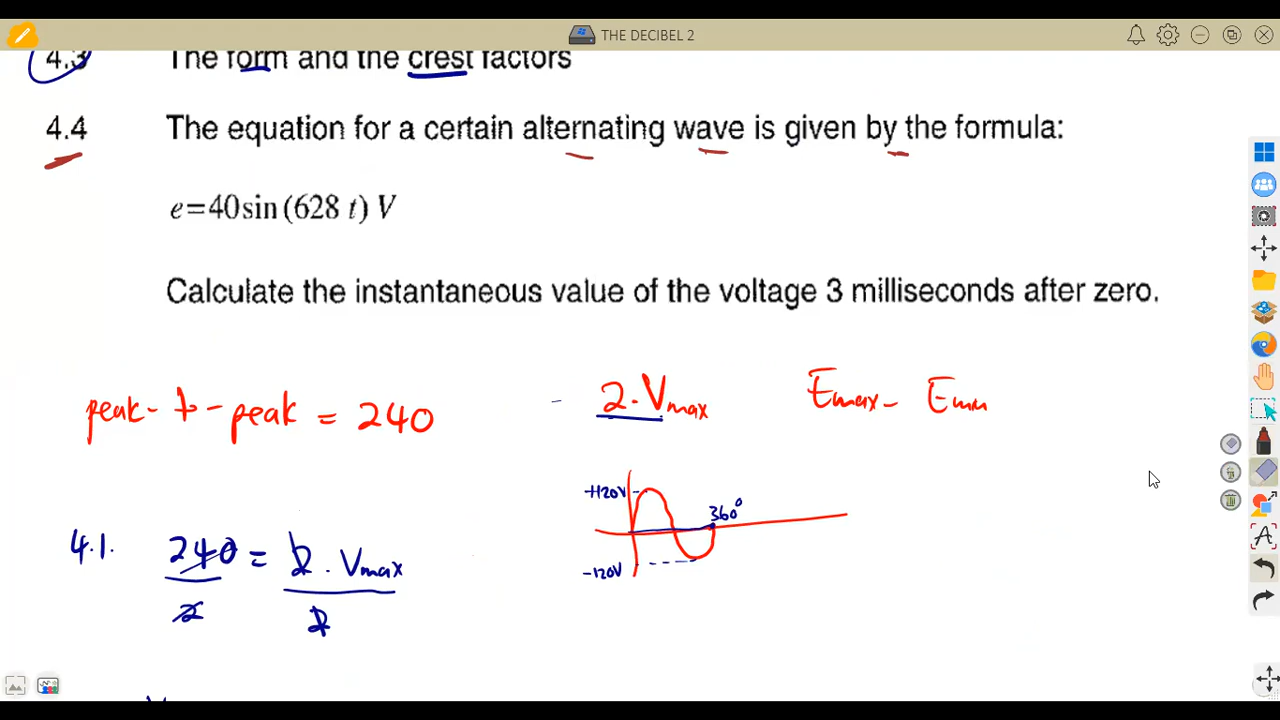 THE DECIBEL 2
4.3 The form and the crest factors
4.4 The equation for a certain alternating wave is given by the formula:
e=40sin (628 t) V
Calculate the instantaneous value of the voltage 3 milliseconds after zero.
peak-to-peak = 240
2.Vmax
Emax - Emin
+120V
360°
-120V
4.1. 240 = 2 . Vmax
2 2